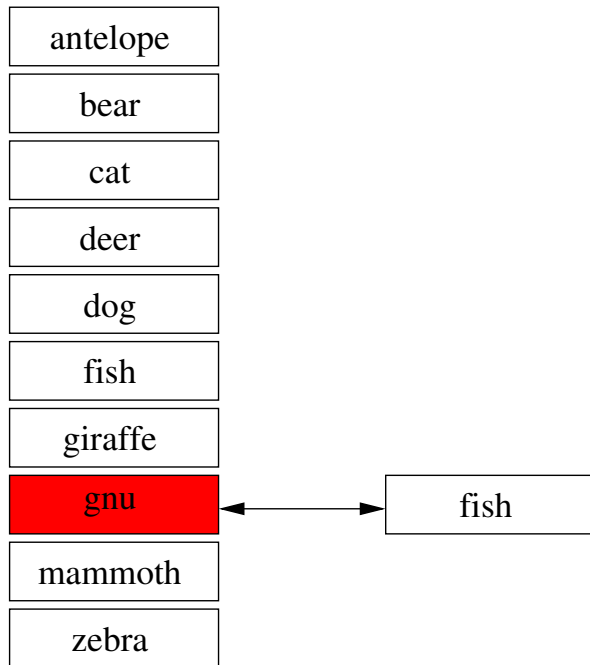 antelope
bear
cat
deer
dog
fish
giraffe
gnu
fish
mammoth
zebra